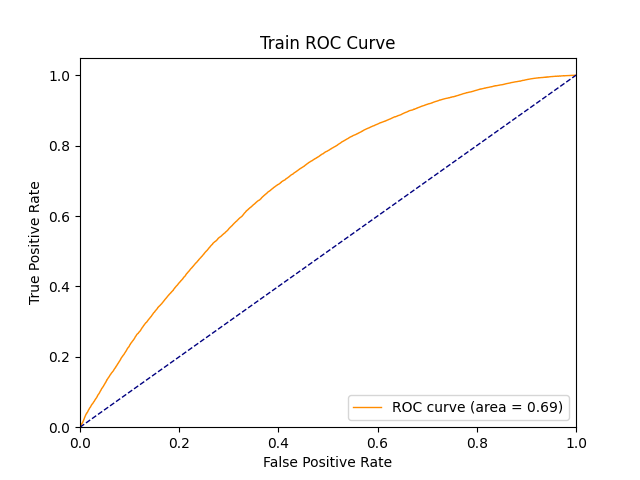 Train ROC Curve
1.0
0.8
0.6
0.4
0.2
0.0
True Positive Rate
ROC curve (area = 0.69)
0.0 0.2 0.4 0.6 0.8 1.0
False Positive Rate